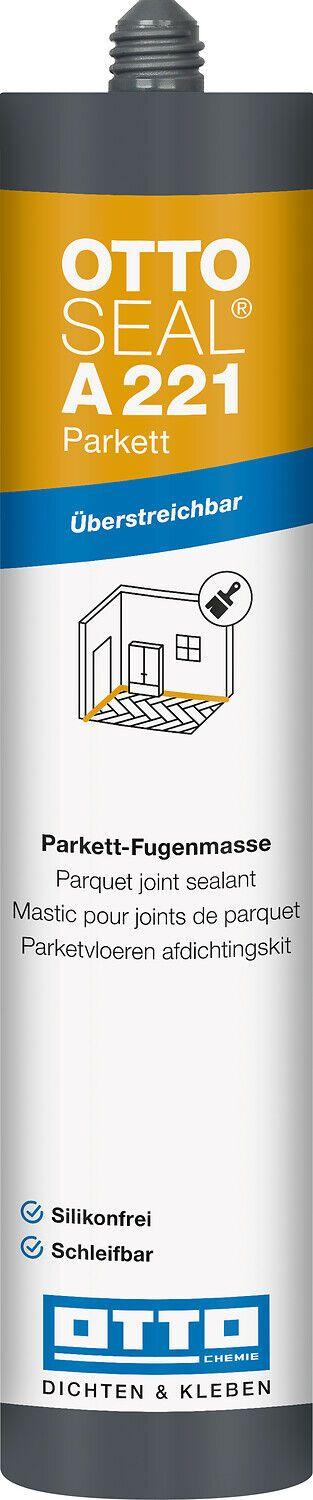 OTTO
SEAL®
A 221
Parkett
Überstreichbar
Parkett-Fugenmasse
Parquet joint sealant
Mastic pour joints de parquet
Parketvloeren afdichtingskit
Silikonfrei
Schleifbar
OTTO
CHEMIE
DICHTEN & KLEBEN